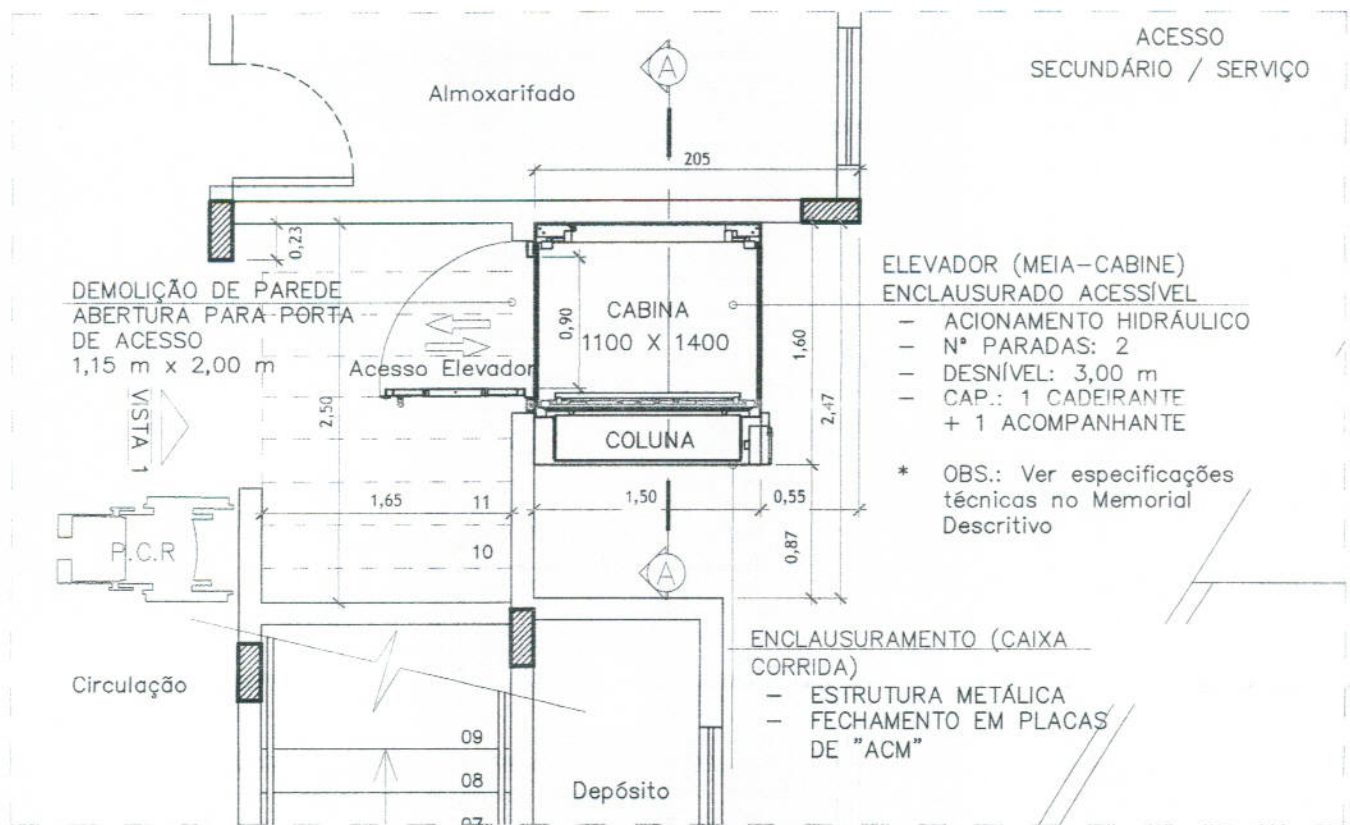 ACESSO
SECUNDÁRIO / SERVIÇO
A
Almoxarifado
205
0,23
DEMOLIÇÃO DE PAREDE
ABERTURA PARA PORTA
DE ACESSO
1,15 m x 2,00 m
VISTA 1
2,50
Acesso Elevador
0,90
CABINA
1100 X 1400
COLUNA
1,60
2,47
ELEVADOR (MEIA-CABINE)
ENCLAUSURADO ACESSÍVEL
- ACIONAMENTO HIDRÁULICO
- Nº PARADAS: 2
- DESNÍVEL: 3,00 m
- CAP.: 1 CADEIRANTE
+ 1 ACOMPANHANTE
* OBS.: Ver especificações
técnicas no Memorial
Descritivo
1,65
11
1,50
0,55
10
0,87
P.C.R
A
ENCLAUSURAMENTO (CAIXA
CORRIDA)
- ESTRUTURA METÁLICA
- FECHAMENTO EM PLACAS
DE "ACM"
Circulação
09
08
07
Depósito